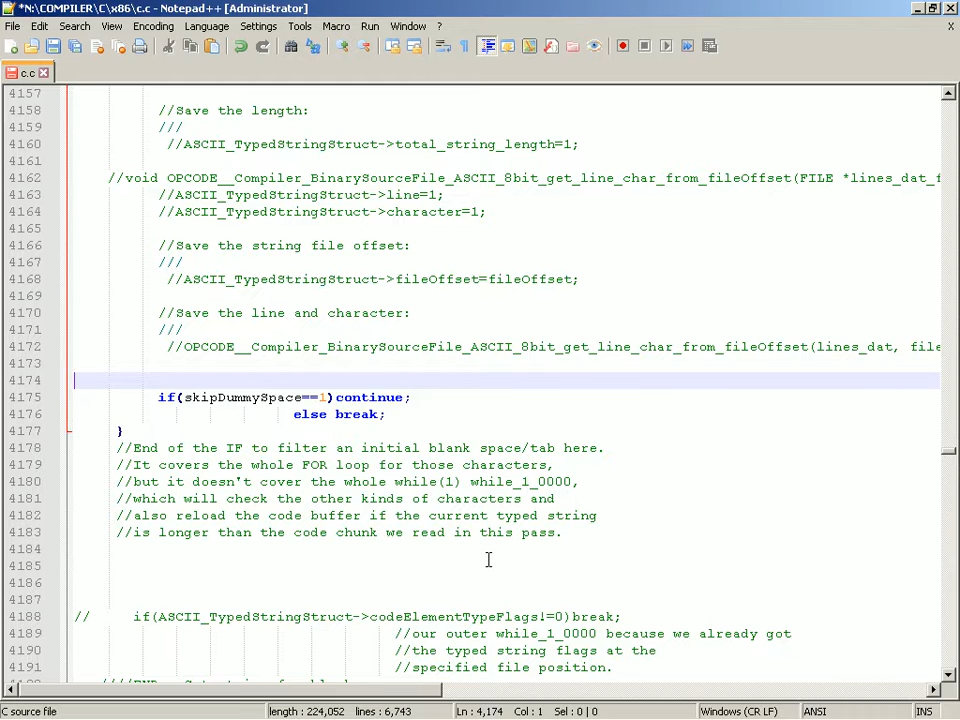 *N:\COMPILER\C\x86\c.c - Notepad++ [Administrator]
File Edit Search View Encoding Language Settings Tools Macro Run Window ? X
c.c
4157
4158 //Save the length:
4159 ///
4160 //ASCII_TypedStringStruct->total_string_length=1;
4161
4162 //void OPCODE__Compiler_BinarySourceFile_ASCII_8bit_get_line_char_from_fileOffset(FILE *lines_dat_f
4163 //ASCII_TypedStringStruct->line=1;
4164 //ASCII_TypedStringStruct->character=1;
4165
4166 //Save the string file offset:
4167 ///
4168 //ASCII_TypedStringStruct->fileOffset=fileOffset;
4169
4170 //Save the line and character:
4171 ///
4172 //OPCODE__Compiler_BinarySourceFile_ASCII_8bit_get_line_char_from_fileOffset(lines_dat, file
4173
4174
4175 if(skipDummySpace==1)continue;
4176 else break;
4177 }
4178 //End of the IF to filter an initial blank space/tab here.
4179 //It covers the whole FOR loop for those characters,
4180 //but it doesn't cover the whole while(1) while_1_0000,
4181 //which will check the other kinds of characters and
4182 //also reload the code buffer if the current typed string
4183 //is longer than the code chunk we read in this pass.
4184
4185
4186
4187
4188 // if(ASCII_TypedStringStruct->codeElementTypeFlags!=0)break;
4189 //our outer while_1_0000 because we already got
4190 //the typed string flags at the
4191 //specified file position.
C source file length : 224,052 lines : 6,743 Ln : 4,174 Col : 1 Sel : 0 | 0 Windows (CR LF) ANSI INS